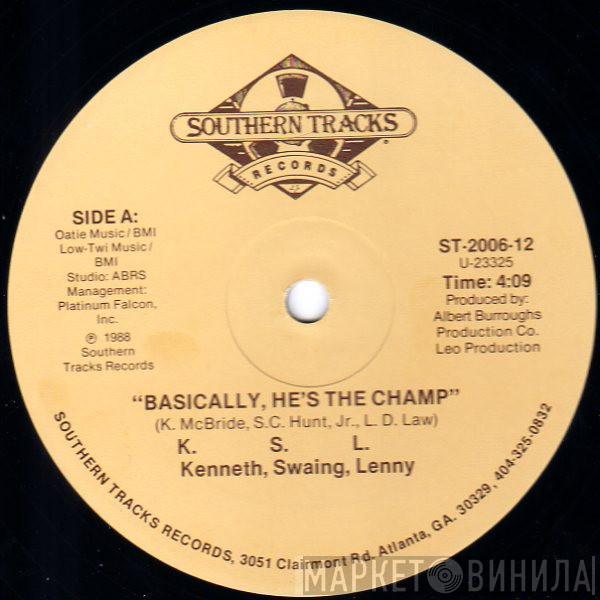 SOUTHERN TRACKS
RECORDS
SIDE A:
Oatie Music/BMI
Low-Twi Music/
BMI
Studio: ABRS
Management:
Platinum Falcon,
Inc.
℗ 1988
Southern
Tracks Records
ST-2006-12
U-23325
Time: 4:09
Produced by:
Albert Burroughs
Production Co.
Leo Production
"BASICALLY, HE'S THE CHAMP"
(K. McBride, S.C. Hunt, Jr., L. D. Law)
K. S. L.
Kenneth, Swaing, Lenny
SOUTHERN TRACKS RECORDS, 3051 Clairmont Rd. Atlanta, GA. 30329, 404-325-0832
МАРКЕТ ВИНИЛА